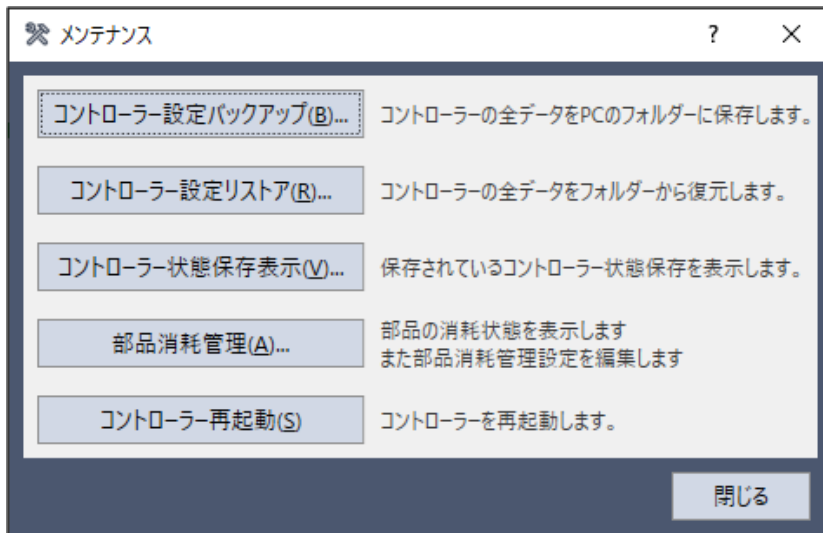 メンテナンス
?
コントローラー設定バックアップ(B)...
コントローラーの全データをPCのフォルダーに保存します。
コントローラー設定リストア(R)...
コントローラーの全データをフォルダーから復元します。
コントローラー状態保存表示(V)...
保存されているコントローラー状態保存を表示します。
部品消耗管理(A)...
部品の消耗状態を表示します
また部品消耗管理設定を編集します
コントローラー再起動(S)
コントローラーを再起動します。
閉じる